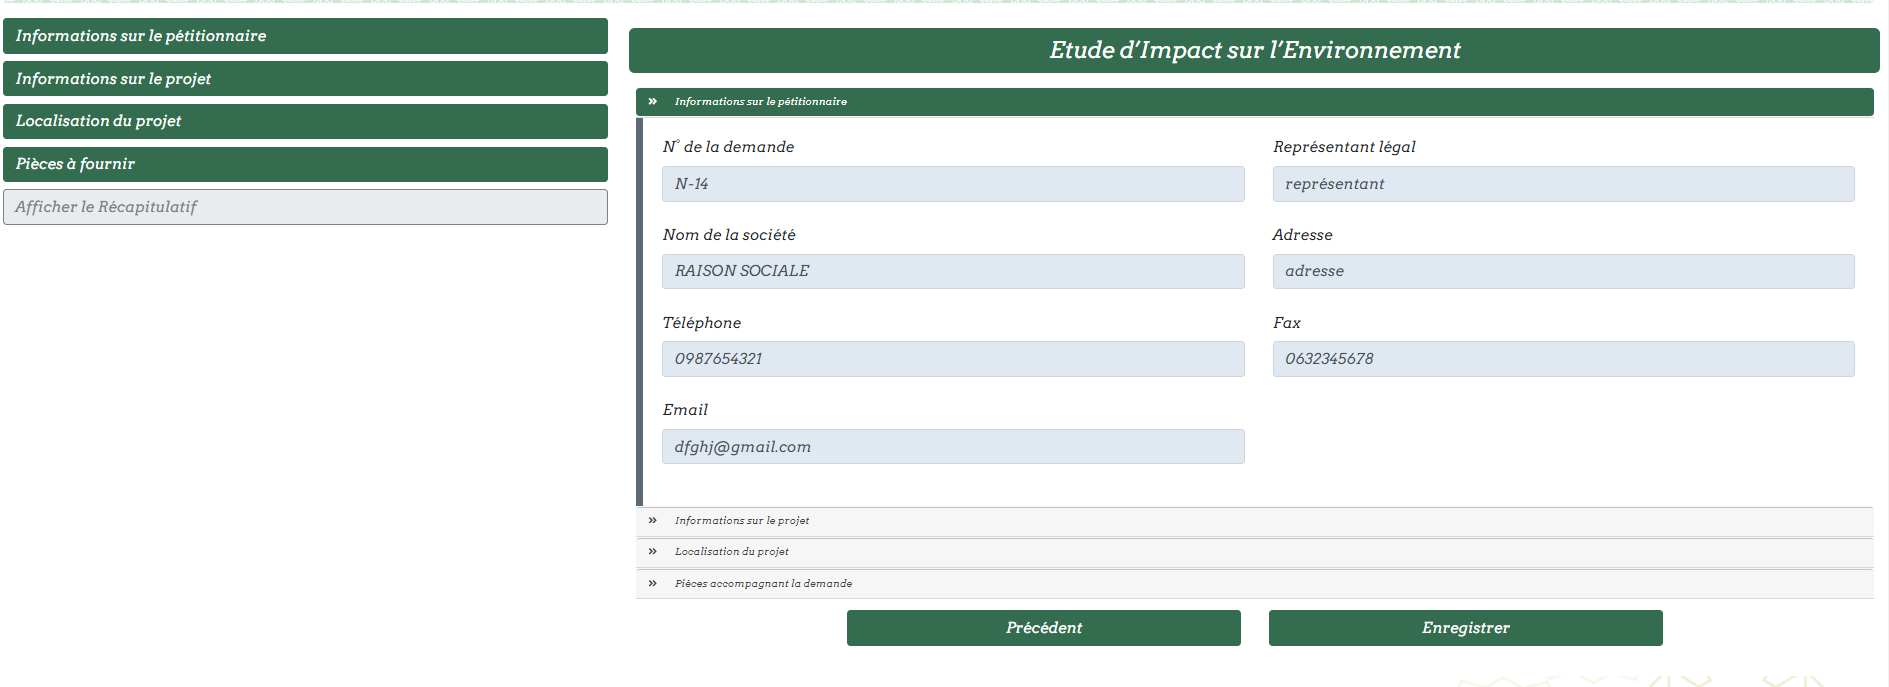 Informations sur le pétitionnaire
Informations sur le projet
Localisation du projet
Pièces à fournir
Afficher le Récapitulatif
Etude d’Impact sur l’Environnement
» Informations sur le pétitionnaire
N° de la demande
N-14
Représentant légal
représentant
Nom de la société
RAISON SOCIALE
Adresse
adresse
Téléphone
0987654321
Fax
0632345678
Email
dfghj@gmail.com
» Informations sur le projet
» Localisation du projet
» Pièces accompagnant la demande
Précédent
Enregistrer